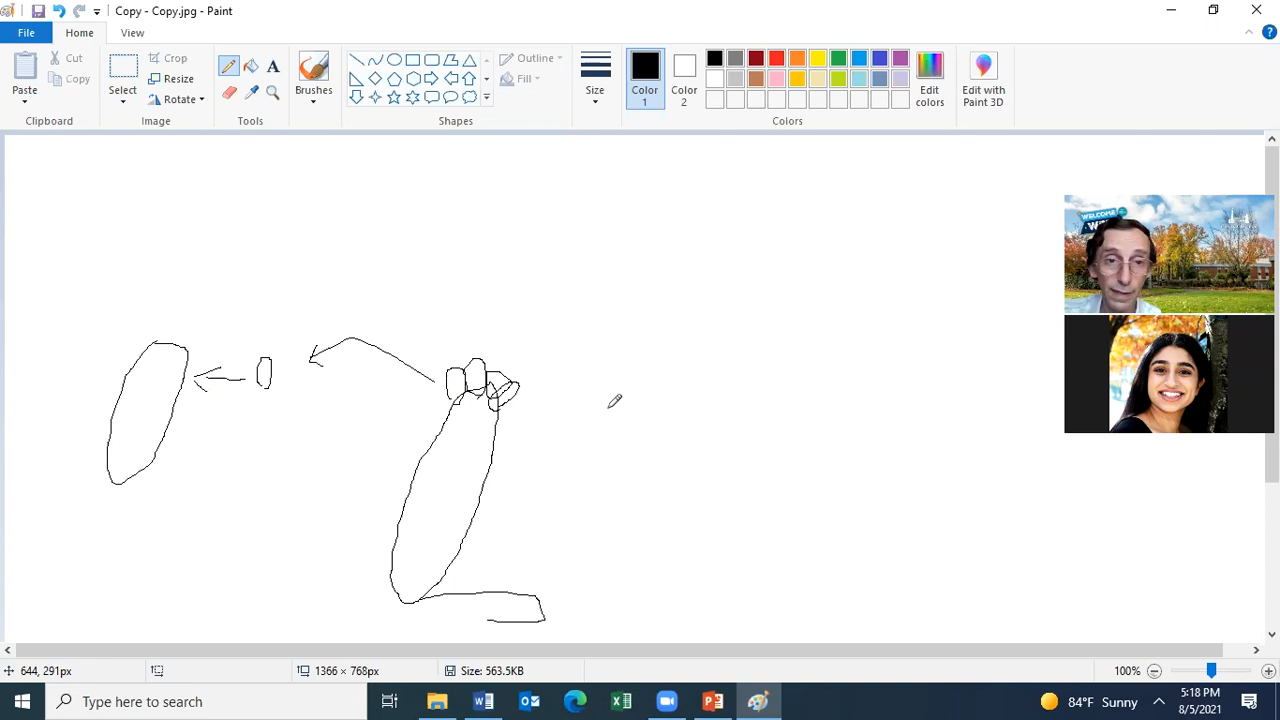 Copy - Copy.jpg - Paint
File Home View
Paste
Cut
Copy
Clipboard
Select
Crop
Resize
Rotate
Image
A
Tools
Brushes
Outline
Fill
Shapes
Size
Color 1
Color 2
Edit colors
Colors
Edit with Paint 3D
WELCOME
644, 291px
1366 × 768px
Size: 563.5KB
100%
Type here to search
84°F Sunny
5:18 PM
8/5/2021